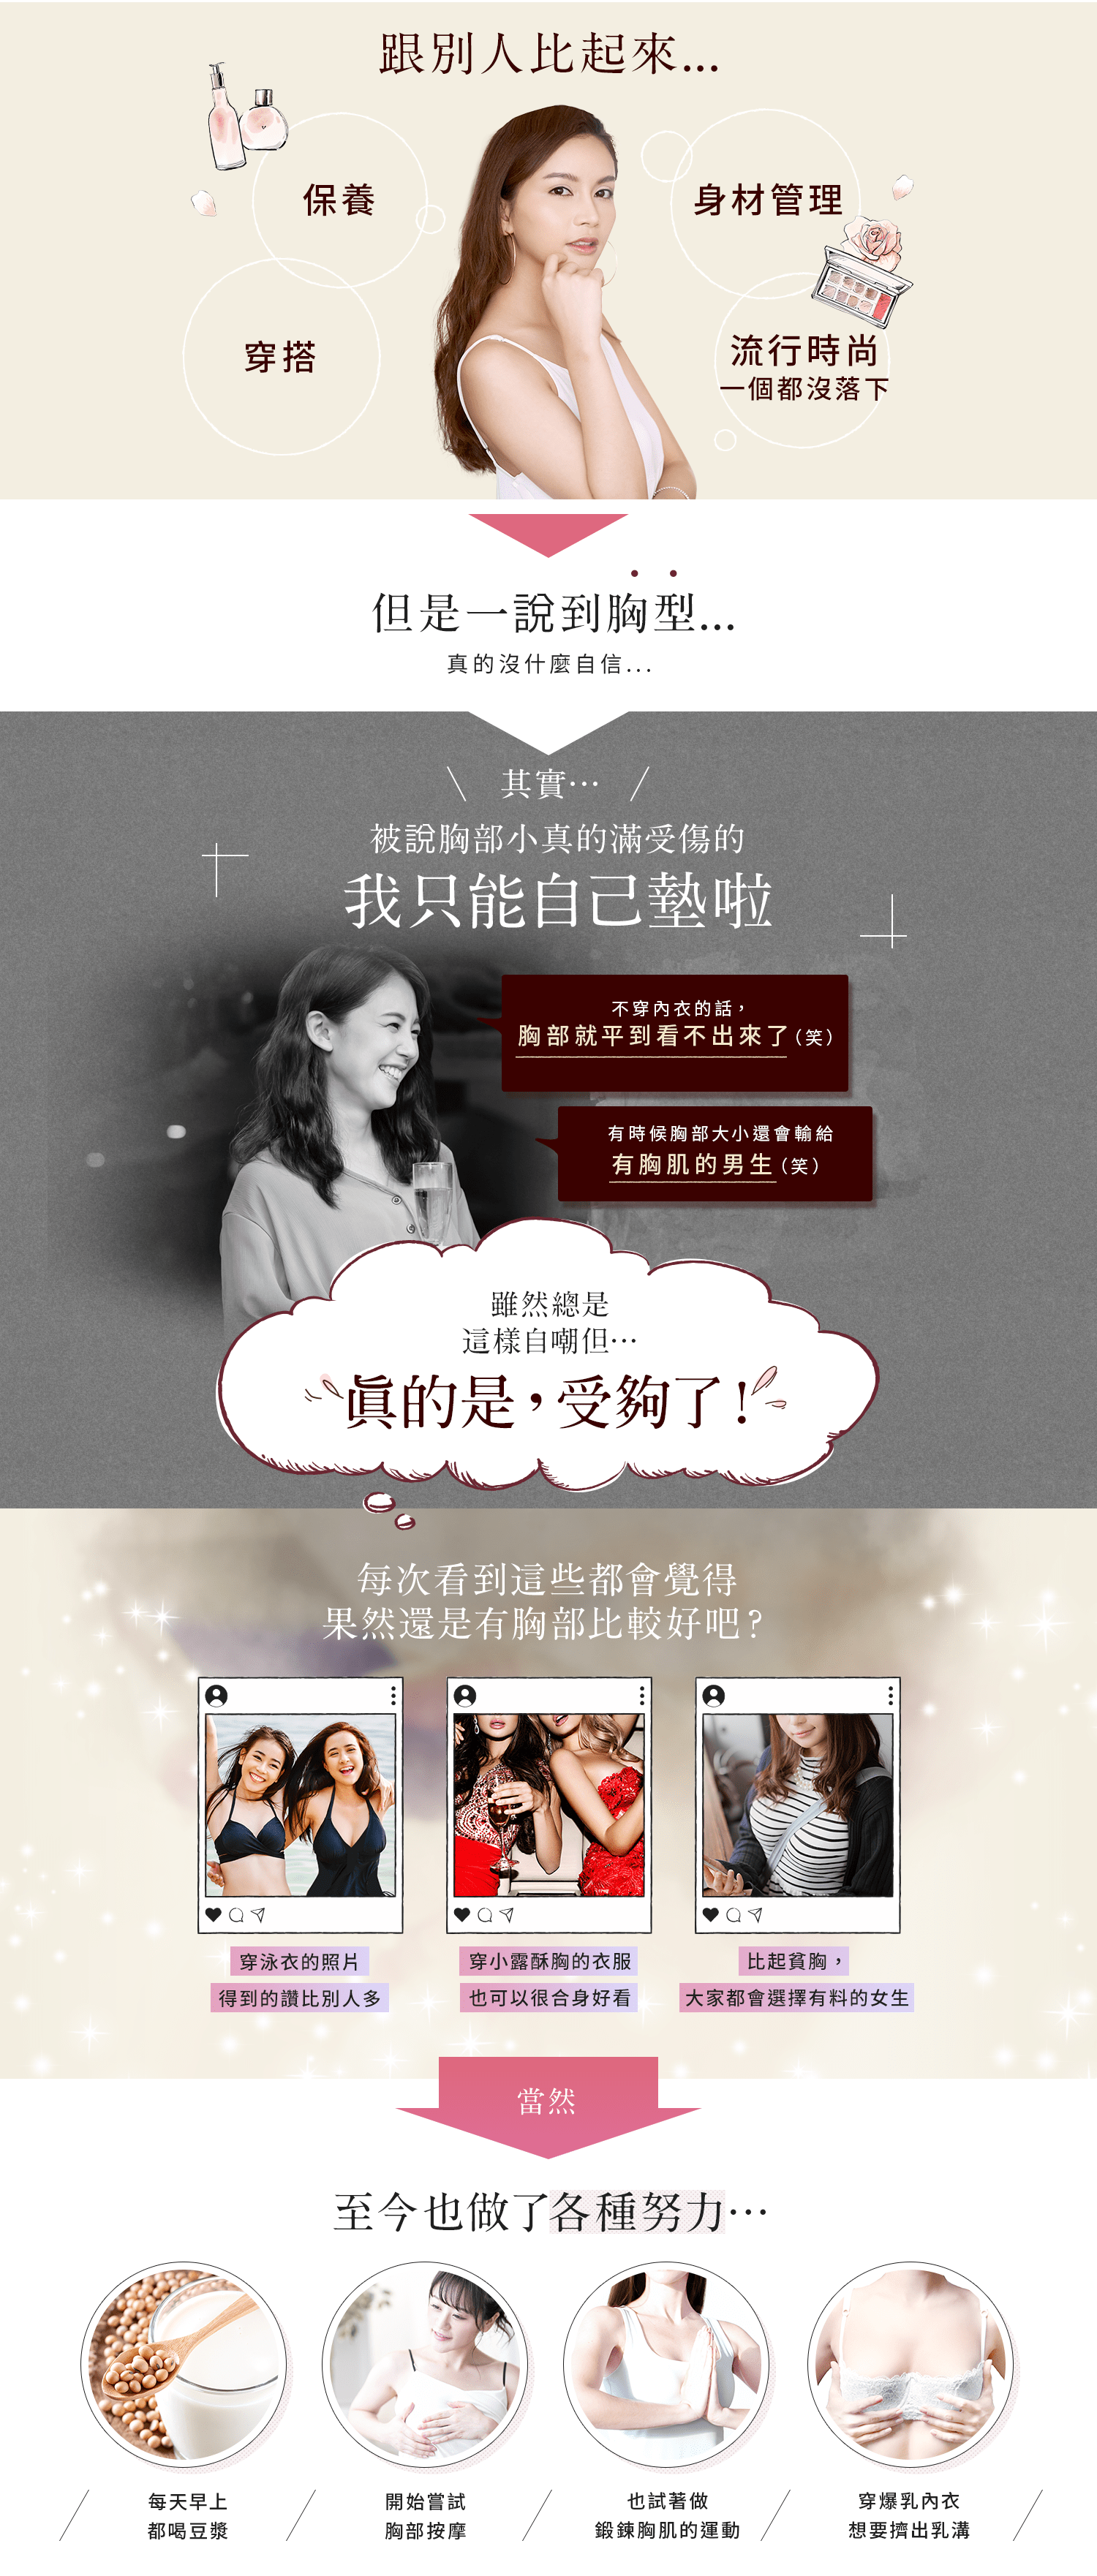 跟別人比起來...
保養
身材管理
穿搭
流行時尚
一個都沒落下
但是一說到胸型...
真的沒什麼自信...
其實…
被說胸部小真的滿受傷的
我只能自己墊啦
不穿內衣的話，
胸部就平到看不出來了（笑）
有時候胸部大小還會輸給
有胸肌的男生（笑）
雖然總是
這樣自嘲但…
真的是，受夠了！
每次看到這些都會覺得
果然還是有胸部比較好吧？
穿泳衣的照片
得到的讚比別人多
穿小露酥胸的衣服
也可以很合身好看
比起貧胸，
大家都會選擇有料的女生
當然
至今也做了各種努力…
每天早上
都喝豆漿
開始嘗試
胸部按摩
也試著做
鍛鍊胸肌的運動
穿爆乳內衣
想要擠出乳溝